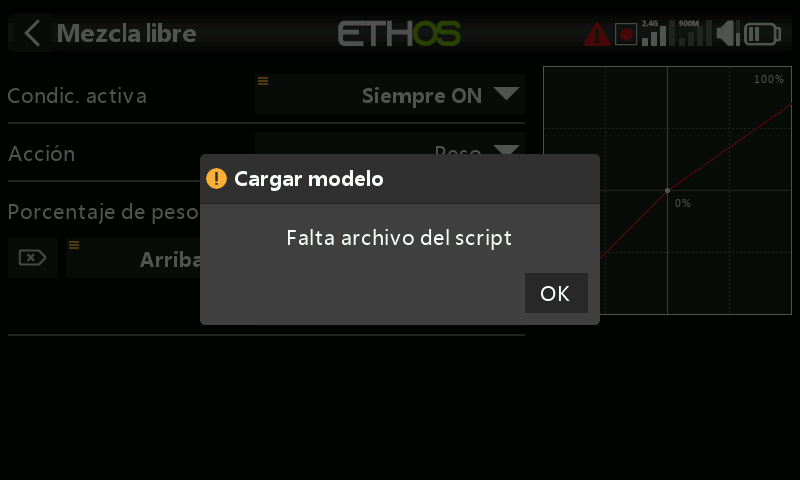 Mezcla libre
ETHOS
2.4G
900M
Condic. activa
Siempre ON
100%
Acción
Peso
Cargar modelo
Porcentaje de peso
0%
Falta archivo del script
Arriba
OK